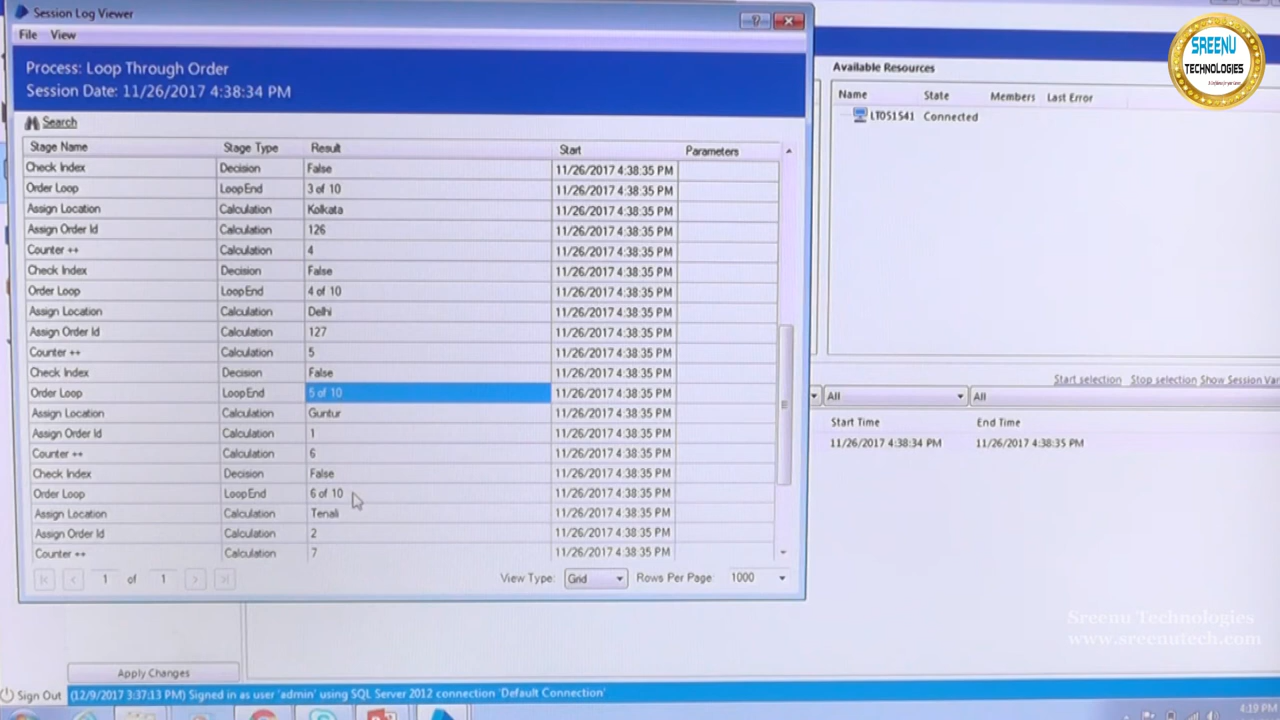 Session Log Viewer
File View
Process: Loop Through Order
Session Date: 11/26/2017 4:38:34 PM
Search
Stage Name Stage Type Result Start Parameters
Check Index Decision False 11/26/2017 4:38:35 PM
Order Loop LoopEnd 3 of 10 11/26/2017 4:38:35 PM
Assign Location Calculation Kolkata 11/26/2017 4:38:35 PM
Assign Order Id Calculation 126 11/26/2017 4:38:35 PM
Counter ++ Calculation 4 11/26/2017 4:38:35 PM
Check Index Decision False 11/26/2017 4:38:35 PM
Order Loop LoopEnd 4 of 10 11/26/2017 4:38:35 PM
Assign Location Calculation Delhi 11/26/2017 4:38:35 PM
Assign Order Id Calculation 127 11/26/2017 4:38:35 PM
Counter ++ Calculation 5 11/26/2017 4:38:35 PM
Check Index Decision False 11/26/2017 4:38:35 PM
Order Loop LoopEnd 5 of 10 11/26/2017 4:38:35 PM
Assign Location Calculation Guntur 11/26/2017 4:38:35 PM
Assign Order Id Calculation 1 11/26/2017 4:38:35 PM
Counter ++ Calculation 6 11/26/2017 4:38:35 PM
Check Index Decision False 11/26/2017 4:38:35 PM
Order Loop LoopEnd 6 of 10 11/26/2017 4:38:35 PM
Assign Location Calculation Tenali 11/26/2017 4:38:35 PM
Assign Order Id Calculation 2 11/26/2017 4:38:35 PM
Counter ++ Calculation 7 11/26/2017 4:38:35 PM
1 of 1 View Type: Grid Rows Per Page: 1000
Available Resources
Name State Members Last Error
LT051541 Connected
Start selection Stop selection Show Session Var
All All
Start Time End Time
11/26/2017 4:38:34 PM 11/26/2017 4:38:35 PM
SREENU
TECHNOLOGIES
Sreenu Technologies
www.sreenutech.com
Apply Changes
Sign Out (12/9/2017 3:37:13 PM) Signed in as user 'admin' using SQL Server 2012 connection 'Default Connection'
4:19 PM